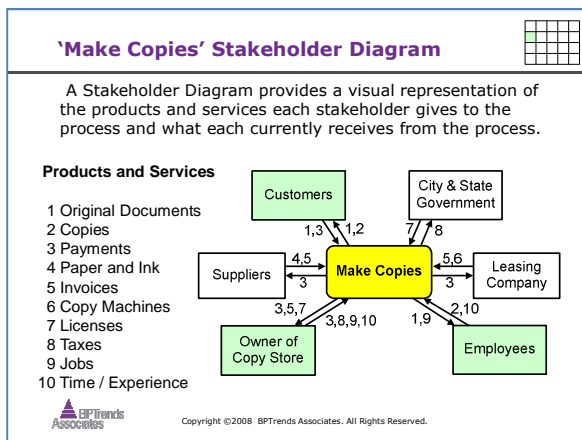 ‘Make Copies’ Stakeholder Diagram
A Stakeholder Diagram provides a visual representation of
the products and services each stakeholder gives to the
process and what each currently receives from the process.
Products and Services
1 Original Documents
2 Copies
3 Payments
4 Paper and Ink
5 Invoices
6 Copy Machines
7 Licenses
8 Taxes
9 Jobs
10 Time / Experience
Customers
City & State
Government
1,3
1,2
7
8
Suppliers
4,5
3
Make Copies
5,6
3
Leasing
Company
3,5,7
3,8,9,10
1,9
2,10
Owner of
Copy Store
Employees
BPTrends
Associates
Copyright ©2008 BPTrends Associates. All Rights Reserved.